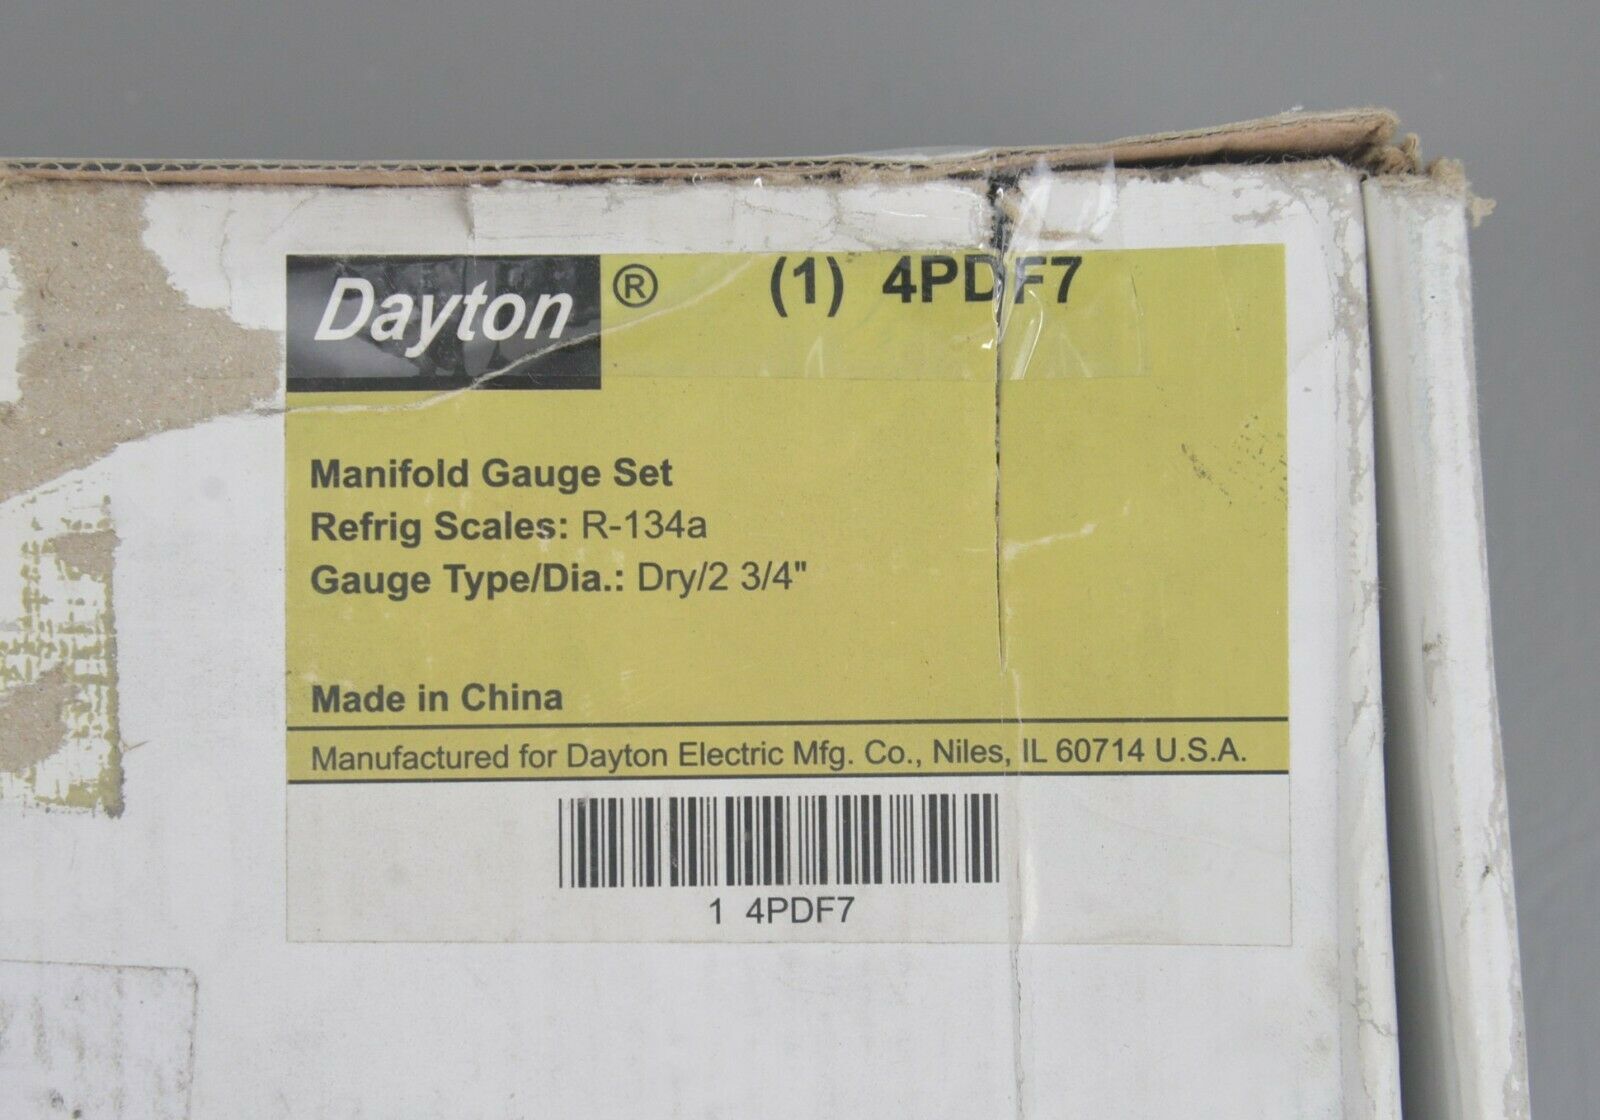 Dayton® (1) 4PDF7
Manifold Gauge Set
Refrig Scales: R-134a
Gauge Type/Dia.: Dry/2 3/4"
Made in China
Manufactured for Dayton Electric Mfg. Co., Niles, IL 60714 U.S.A.
1 4PDF7